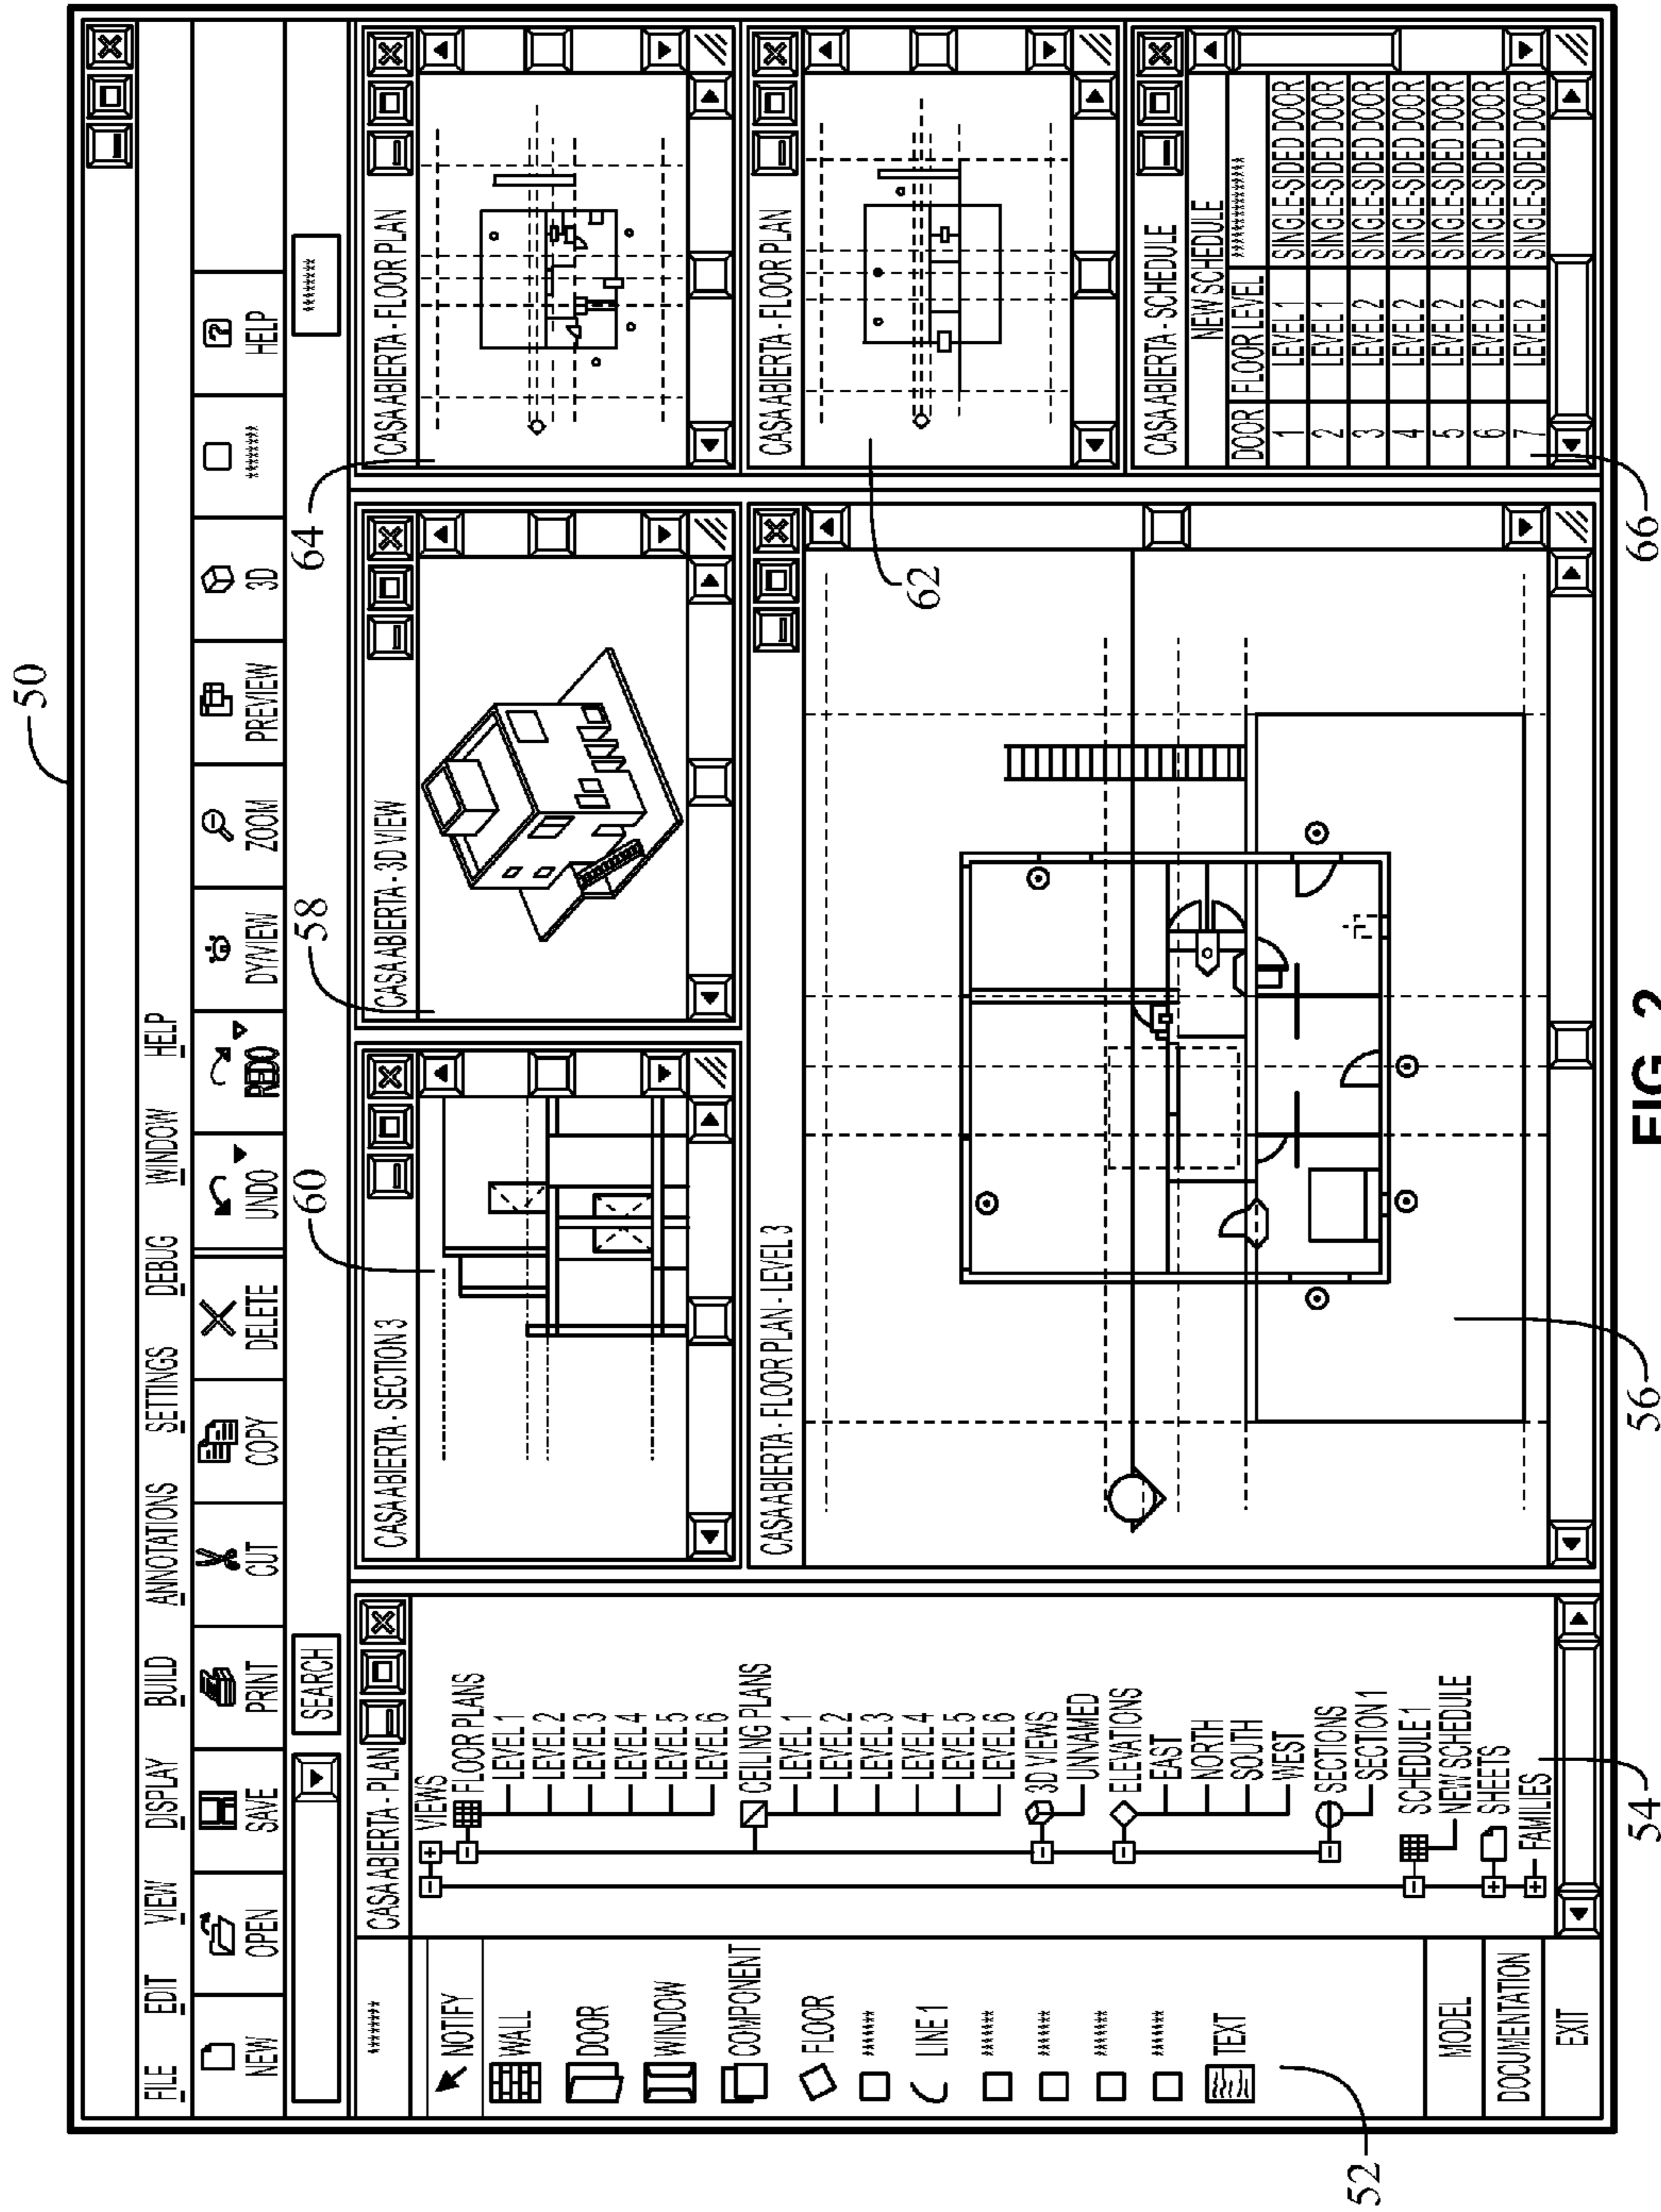 50
FILE EDIT VIEW DISPLAY BUILD ANNOTATIONS SETTINGS DEBUG WINDOW HELP
NEW OPEN SAVE PRINT CUT COPY DELETE UNDO REDO DYNVIEW ZOOM PREVIEW 3D ******* HELP
SEARCH
********
60
58
64
*******
NOTIFY
WALL
DOOR
WINDOW
COMPONENT
FLOOR
******
LINE 1
******
******
******
******
TEXT
MODEL
DOCUMENTATION
EXIT
52
CASA ABIERTA - PLAN
VIEWS
FLOOR PLANS
LEVEL 1
LEVEL 2
LEVEL 3
LEVEL 4
LEVEL 5
LEVEL 6
CEILING PLANS
LEVEL 1
LEVEL 2
LEVEL 3
LEVEL 4
LEVEL 5
LEVEL 6
3D VIEWS
UNNAMED
ELEVATIONS
EAST
NORTH
SOUTH
WEST
SECTIONS
SECTION 1
SCHEDULE 1
NEW SCHEDULE
SHEETS
FAMILIES
54
CASA ABIERTA - SECTION 3
CASA ABIERTA - 3D VIEW
CASA ABIERTA - FLOOR PLAN
CASA ABIERTA - FLOOR PLAN - LEVEL 3
62
56
CASA ABIERTA - FLOOR PLAN
CASA ABIERTA - SCHEDULE
NEW SCHEDULE
DOOR FLOOR LEVEL ************
1 LEVEL 1 SINGLE-SIDED DOOR
2 LEVEL 1 SINGLE-SIDED DOOR
3 LEVEL 2 SINGLE-SIDED DOOR
4 LEVEL 2 SINGLE-SIDED DOOR
5 LEVEL 2 SINGLE-SIDED DOOR
6 LEVEL 2 SINGLE-SIDED DOOR
7 LEVEL 2 SINGLE-SIDED DOOR
66
FIG. 2